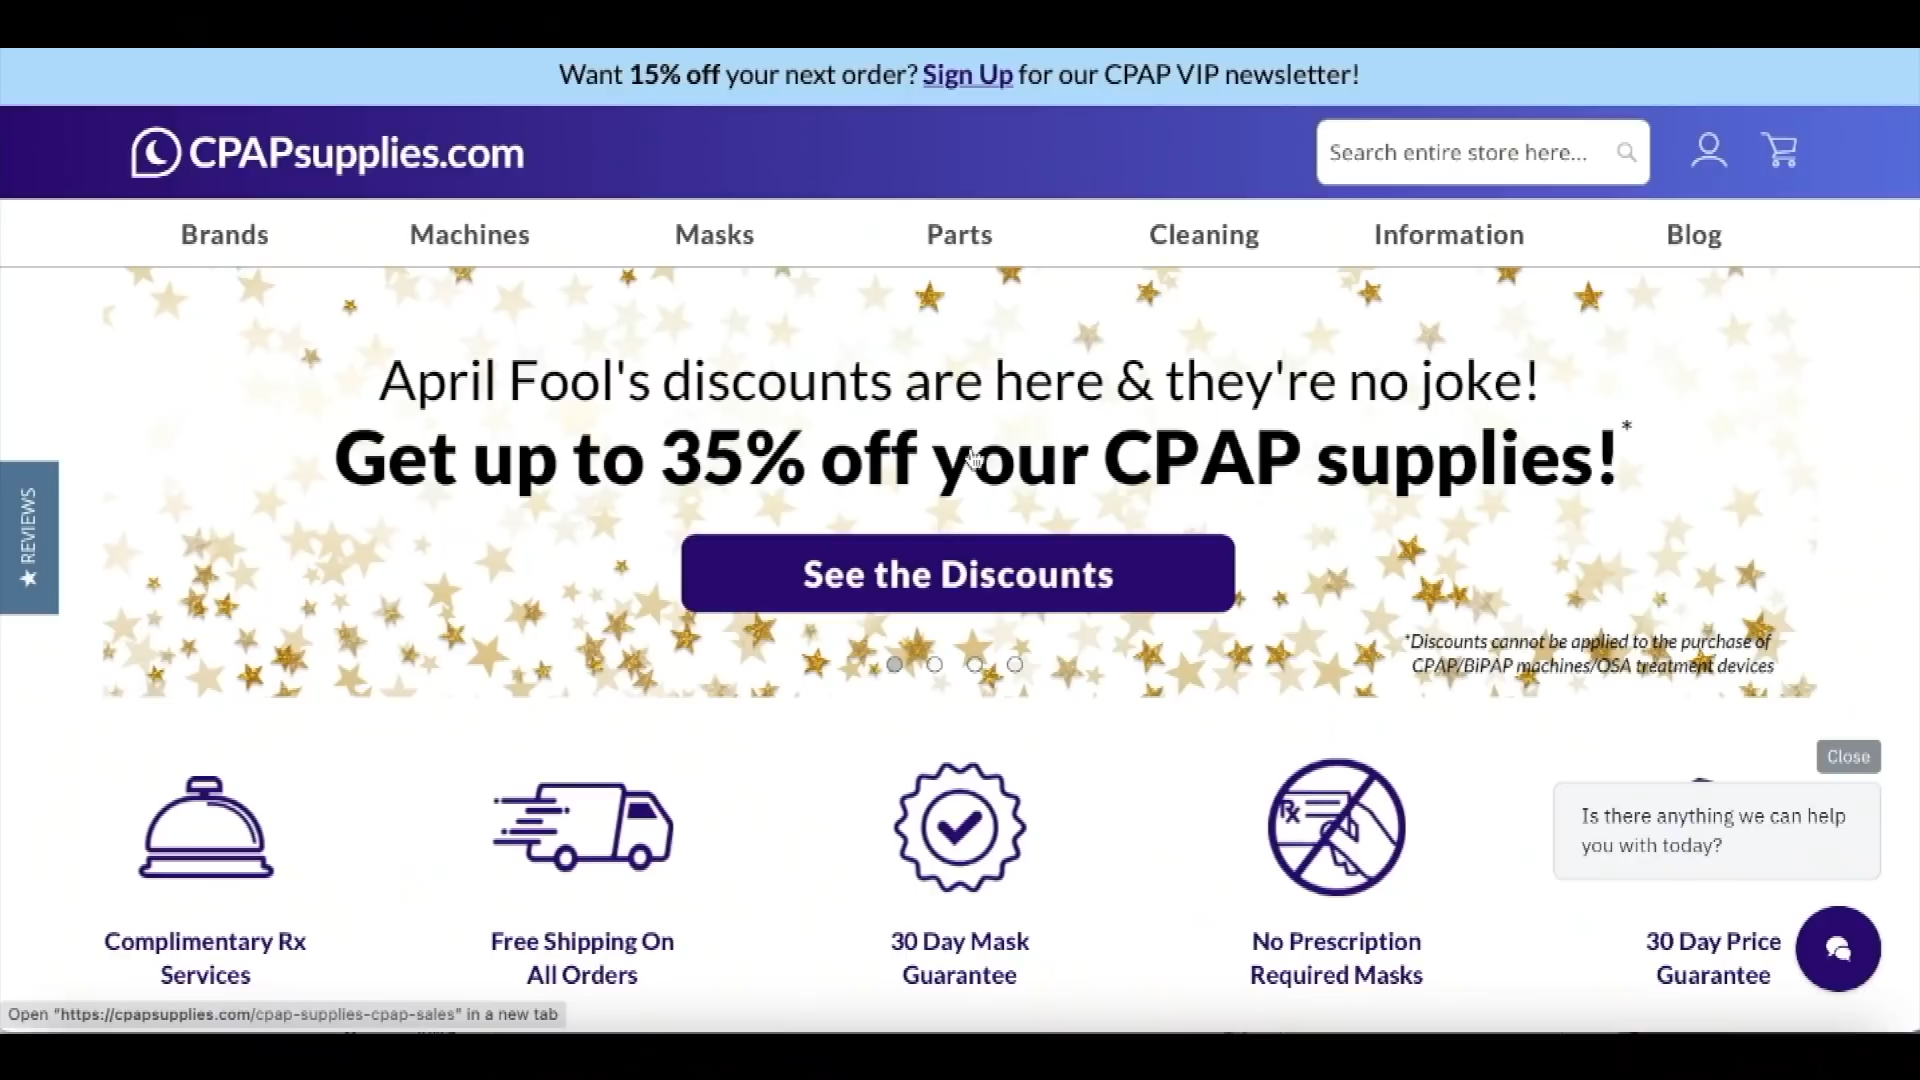 Want 15% off your next order? Sign Up for our CPAP VIP newsletter!
CPAPsupplies.com
Search entire store here...
Brands
Machines
Masks
Parts
Cleaning
Information
Blog
April Fool's discounts are here & they're no joke!
Get up to 35% off your CPAP supplies!*
See the Discounts
*Discounts cannot be applied to the purchase of
CPAP/BiPAP machines/OSA treatment devices
★ REVIEWS
Close
Is there anything we can help
you with today?
Rx
Complimentary Rx
Services
Free Shipping On
All Orders
30 Day Mask
Guarantee
No Prescription
Required Masks
30 Day Price
Guarantee
Open "https://cpapsupplies.com/cpap-supplies-cpap-sales" in a new tab